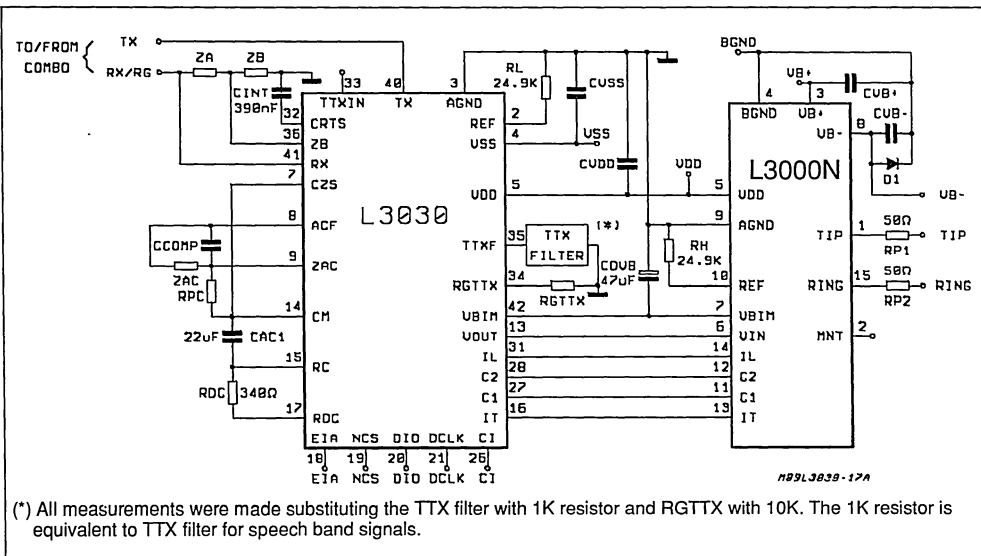 TO/FROM
COMBO
TX
RX/RG
ZA
ZB
CINT
390nF
33
40
3
TTXIN
TX
AGND
RL
24.9K
CVSS
VSS
CVDD
VDD
BGND
VB+
CVB+
4
3
BGND
VB+
8
VB-
CVB-
D1
VB-
L3000N
32
CRTS
36
ZB
41
RX
7
CZS
8
ACF
9
ZAC
14
CM
15
RC
17
RDC
CCOMP
ZAC
RPC
22uF
CAC1
RDC
340Ω
L3030
2
REF
4
VSS
5
VDD
35
TTXF
34
RGTTX
42
VBIM
13
VOUT
31
IL
28
C2
27
C1
16
IT
TTX
FILTER
(*)
RGTTX
CDVB
47uF
RH
24.9K
5
VDD
9
AGND
10
REF
7
VBIM
6
VIN
14
IL
12
C2
11
C1
13
IT
TIP
1
50Ω
TIP
RP1
RING
15
50Ω
RING
RP2
MNT
2
EIA
NCS
DIO
DCLK
CI
18
19
20
21
26
EIA
NCS
DIO
DCLK
CI
M89L3039-17A
(*) All measurements were made substituting the TTX filter with 1K resistor and RGTTX with 10K. The 1K resistor is
equivalent to TTX filter for speech band signals.